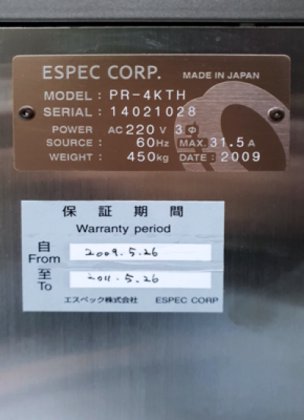 ESPEC CORP. MADE IN JAPAN
MODEL: PR-4KTH
SERIAL: 14021028
POWER AC 220 V 3Φ
SOURCE: 60Hz MAX. 31.5 A
WEIGHT: 450kg DATE: 2009
保証期間
Warranty period
自
From 2009.5.26
至
To 2011.5.26
エスペック株式会社 ESPEC CORP